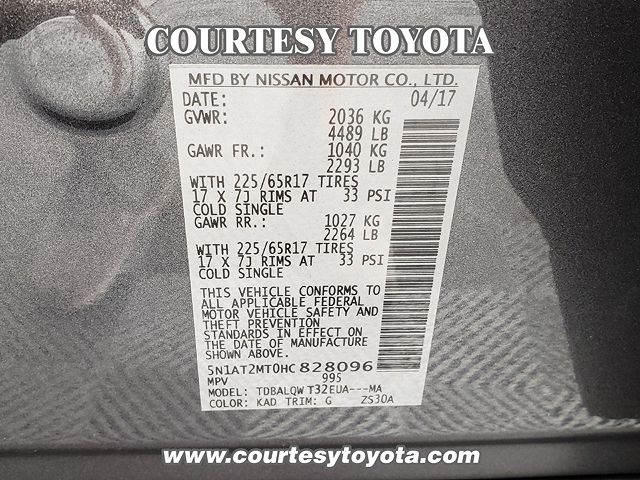 COURTESY TOYOTA
MFD BY NISSAN MOTOR CO., LTD.
DATE: 04/17
GVWR: 2036 KG
4489 LB
GAWR FR.: 1040 KG
2293 LB
WITH 225/65R17 TIRES
17 X 7J RIMS AT 33 PSI
COLD SINGLE
GAWR RR.: 1027 KG
2264 LB
WITH 225/65R17 TIRES
17 X 7J RIMS AT 33 PSI
COLD SINGLE
THIS VEHICLE CONFORMS TO
ALL APPLICABLE FEDERAL
MOTOR VEHICLE SAFETY AND
THEFT PREVENTION
STANDARDS IN EFFECT ON
THE DATE OF MANUFACTURE
SHOWN ABOVE.
5N1AT2MT0HC828096
MPV 995
MODEL: TDBALQW T32EUA---MA
COLOR: KAD TRIM: G ZS30A
www.courtesytoyota.com